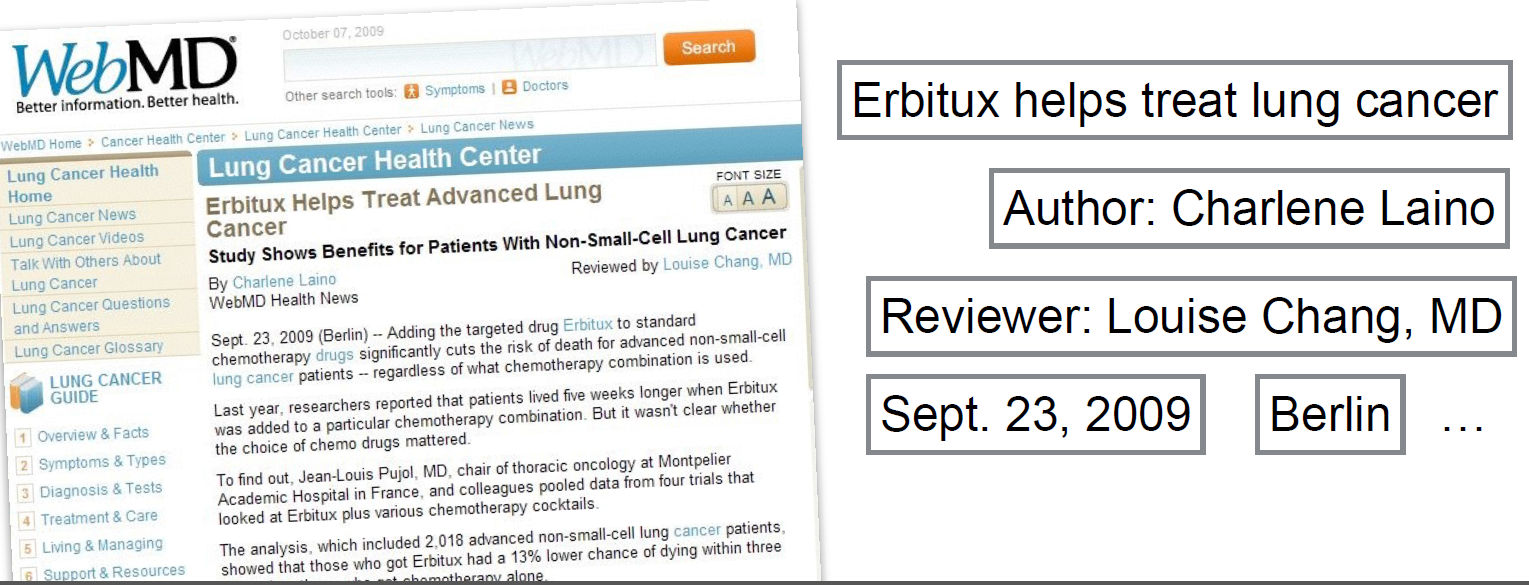 October 07, 2009
WebMD®
Better information. Better health.
WebMD
Search
Other search tools: Symptoms | Doctors
WebMD Home > Cancer Health Center > Lung Cancer Health Center > Lung Cancer News
Lung Cancer Health
Home
Lung Cancer News
Lung Cancer Videos
Talk With Others About
Lung Cancer
Lung Cancer Questions
and Answers
Lung Cancer Glossary
LUNG CANCER
GUIDE
1 Overview & Facts
2 Symptoms & Types
3 Diagnosis & Tests
4 Treatment & Care
5 Living & Managing
6 Support & Resources
Lung Cancer Health Center
FONT SIZE
A A A
Erbitux Helps Treat Advanced Lung
Cancer
Study Shows Benefits for Patients With Non-Small-Cell Lung Cancer
By Charlene Laino
Reviewed by Louise Chang, MD
WebMD Health News
Sept. 23, 2009 (Berlin) -- Adding the targeted drug Erbitux to standard
chemotherapy drugs significantly cuts the risk of death for advanced non-small-cell
lung cancer patients -- regardless of what chemotherapy combination is used.
Last year, researchers reported that patients lived five weeks longer when Erbitux
was added to a particular chemotherapy combination. But it wasn't clear whether
the choice of chemo drugs mattered.
To find out, Jean-Louis Pujol, MD, chair of thoracic oncology at Montpelier
Academic Hospital in France, and colleagues pooled data from four trials that
looked at Erbitux plus various chemotherapy cocktails.
The analysis, which included 2,018 advanced non-small-cell lung cancer patients,
showed that those who got Erbitux had a 13% lower chance of dying within three
who got chemotherapy alone.
Erbitux helps treat lung cancer
Author: Charlene Laino
Reviewer: Louise Chang, MD
Sept. 23, 2009 Berlin …